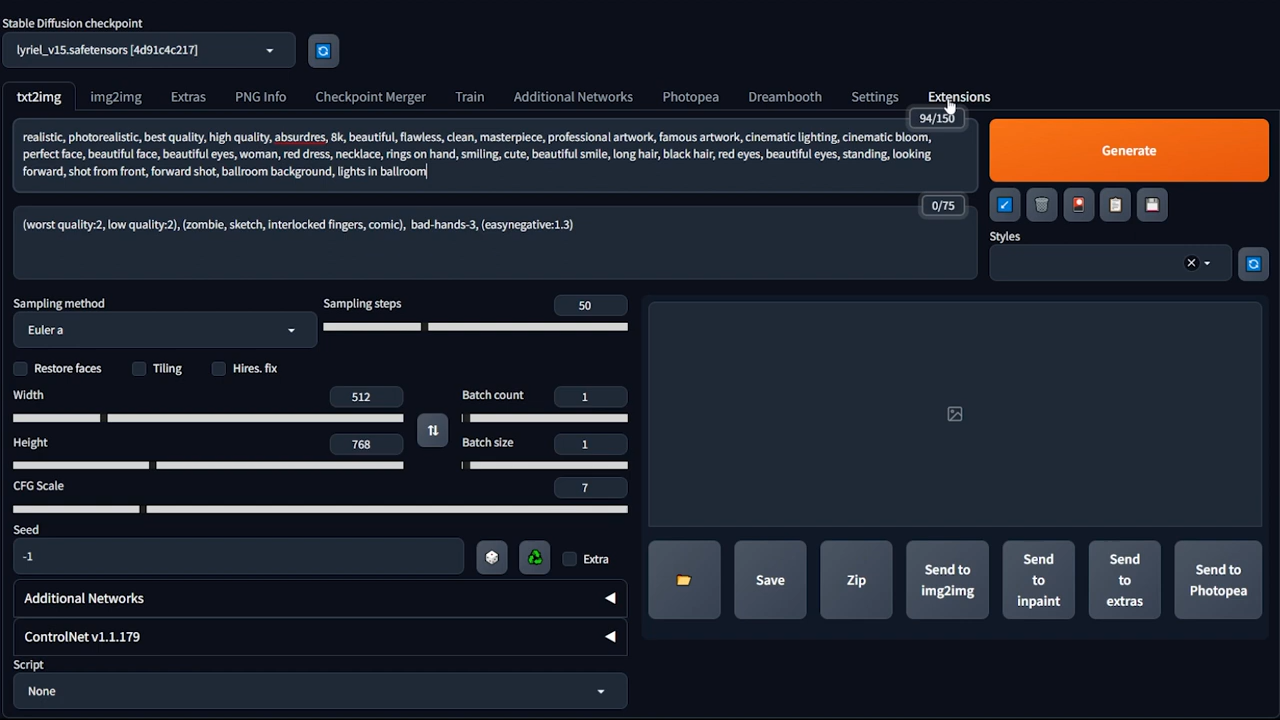 Stable Diffusion checkpoint
lyriel_v15.safetensors [4d91c4c217]
txt2img
img2img
Extras
PNG Info
Checkpoint Merger
Train
Additional Networks
Photopea
Dreambooth
Settings
Extensions
94/150
realistic, photorealistic, best quality, high quality, absurdres, 8k, beautiful, flawless, clean, masterpiece, professional artwork, famous artwork, cinematic lighting, cinematic bloom,
perfect face, beautiful face, beautiful eyes, woman, red dress, necklace, rings on hand, smiling, cute, beautiful smile, long hair, black hair, red eyes, beautiful eyes, standing, looking
forward, shot from front, forward shot, ballroom background, lights in ballroom
Generate
0/75
(worst quality:2, low quality:2), (zombie, sketch, interlocked fingers, comic), bad-hands-3, (easynegative:1.3)
Styles
Sampling method
Euler a
Sampling steps
50
Restore faces
Tiling
Hires. fix
Width
512
Height
768
Batch count
1
Batch size
1
CFG Scale
7
Seed
-1
Extra
Additional Networks
ControlNet v1.1.179
Script
None
Save
Zip
Send to
img2img
Send
to
inpaint
Send
to
extras
Send to
Photopea